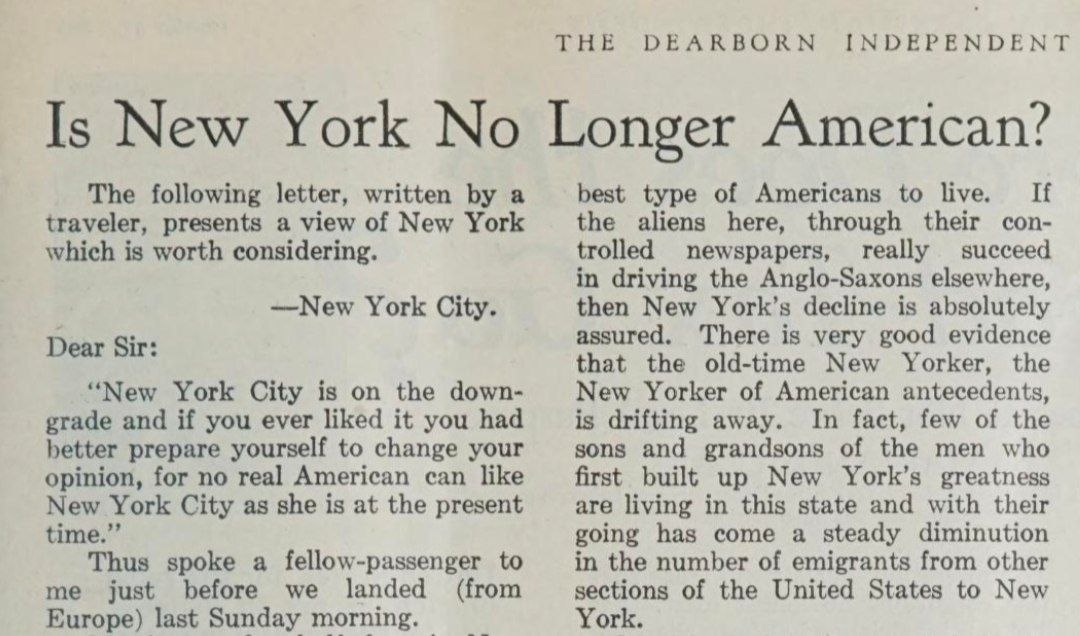 THE DEARBORN INDEPENDENT
Is New York No Longer American?
The following letter, written by a
traveler, presents a view of New York
which is worth considering.
—New York City.
Dear Sir:
“New York City is on the down-
grade and if you ever liked it you had
better prepare yourself to change your
opinion, for no real American can like
New York City as she is at the present
time.”
Thus spoke a fellow-passenger to
me just before we landed (from
Europe) last Sunday morning.
best type of Americans to live. If
the aliens here, through their con-
trolled newspapers, really succeed
in driving the Anglo-Saxons elsewhere,
then New York's decline is absolutely
assured. There is very good evidence
that the old-time New Yorker, the
New Yorker of American antecedents,
is drifting away. In fact, few of the
sons and grandsons of the men who
first built up New York's greatness
are living in this state and with their
going has come a steady diminution
in the number of emigrants from other
sections of the United States to New
York.